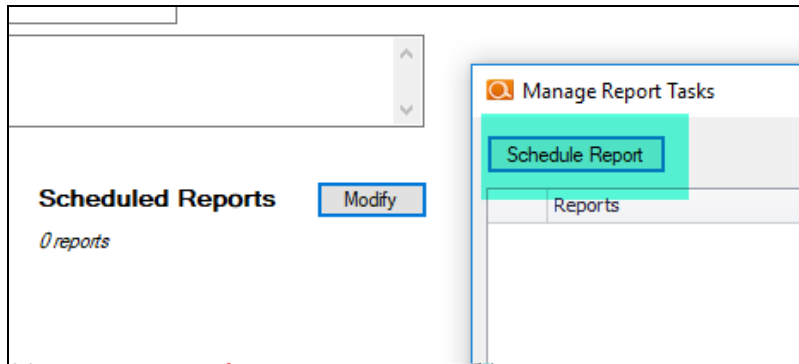 Manage Report Tasks
Schedule Report
Scheduled Reports
Modify
Reports
0 reports